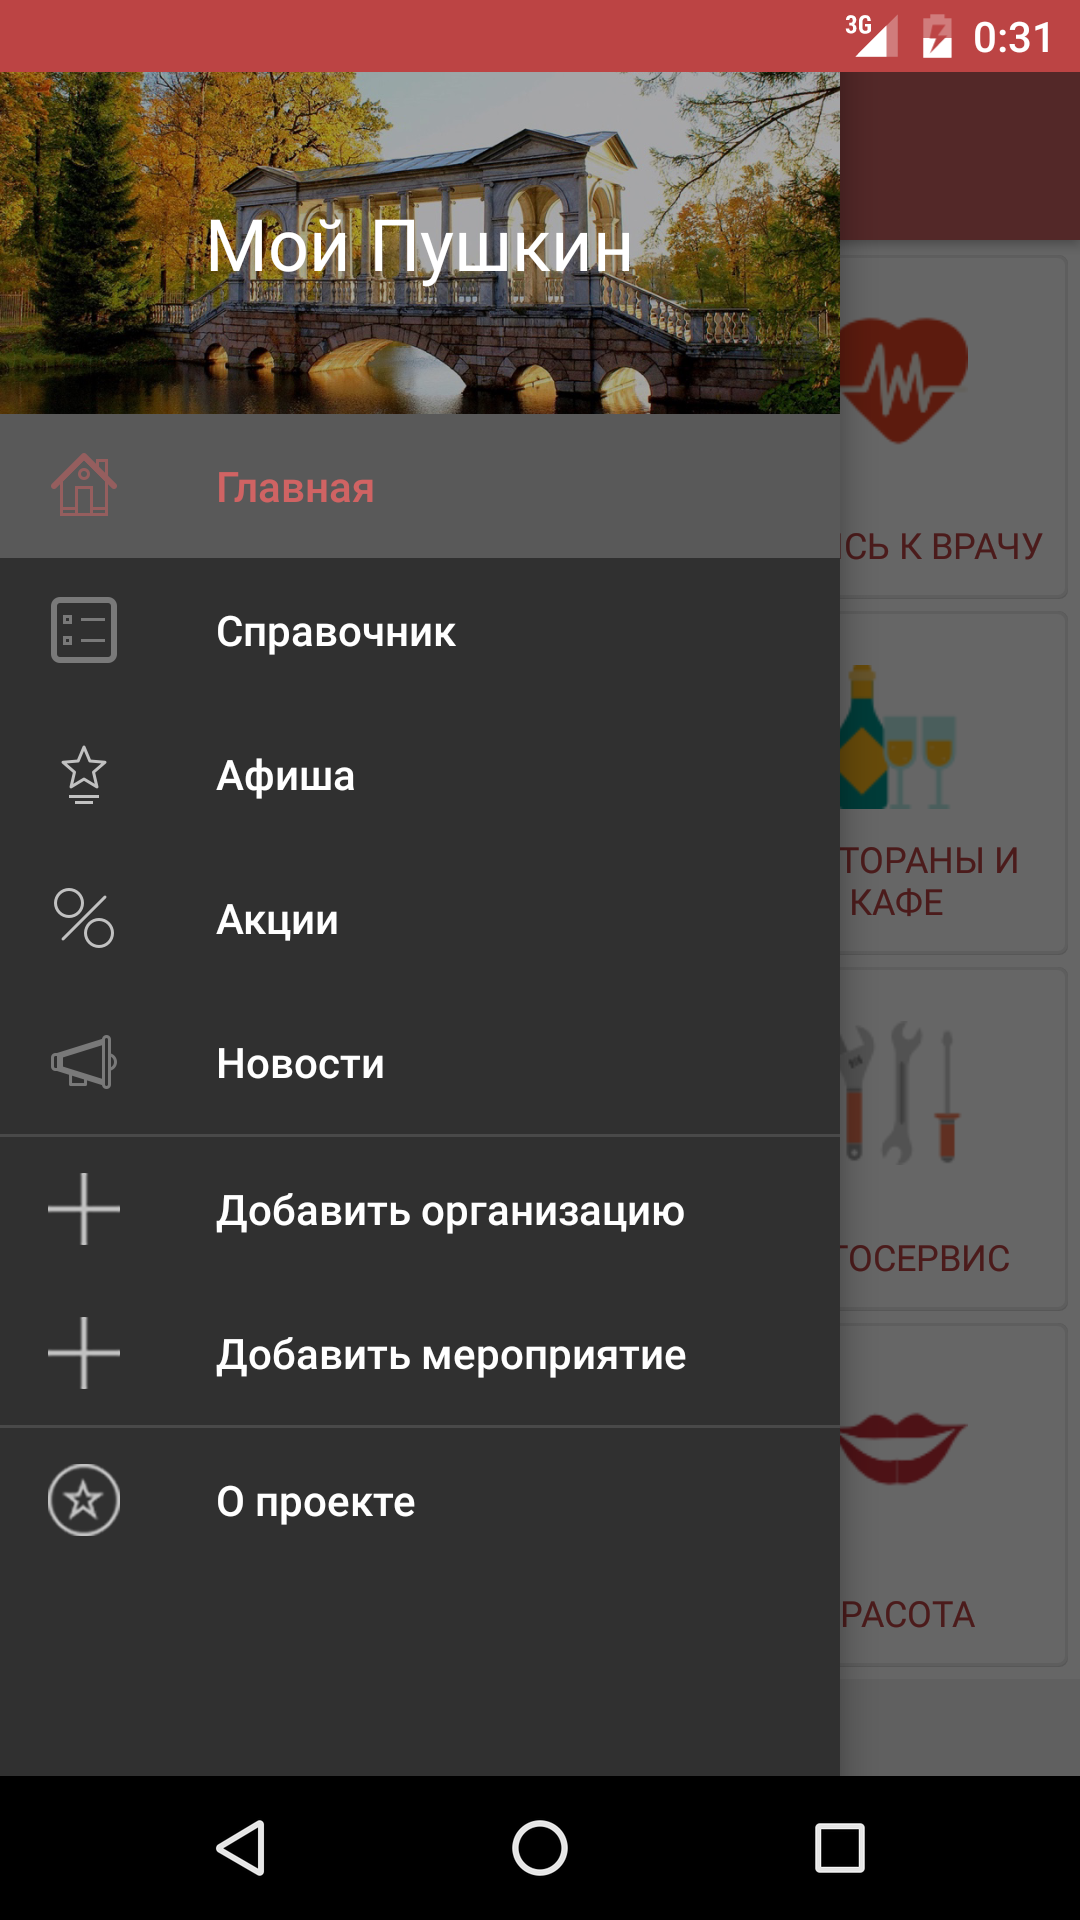 3G 0:31
Мой Пушкин
Главная
Справочник
Афиша
Акции
Новости
Добавить организацию
Добавить мероприятие
О проекте
СЬ К ВРАЧУ
ТОРАНЫ И
КАФЕ
ТОСЕРВИС
РАСОТА